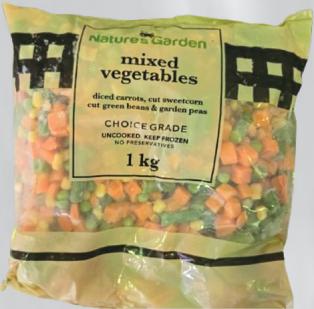 Nature's Garden
mixed
vegetables
diced carrots, cut sweetcorn
cut green beans & garden peas
CHOICE GRADE
UNCOOKED. KEEP FROZEN
NO PRESERVATIVES
1 kg